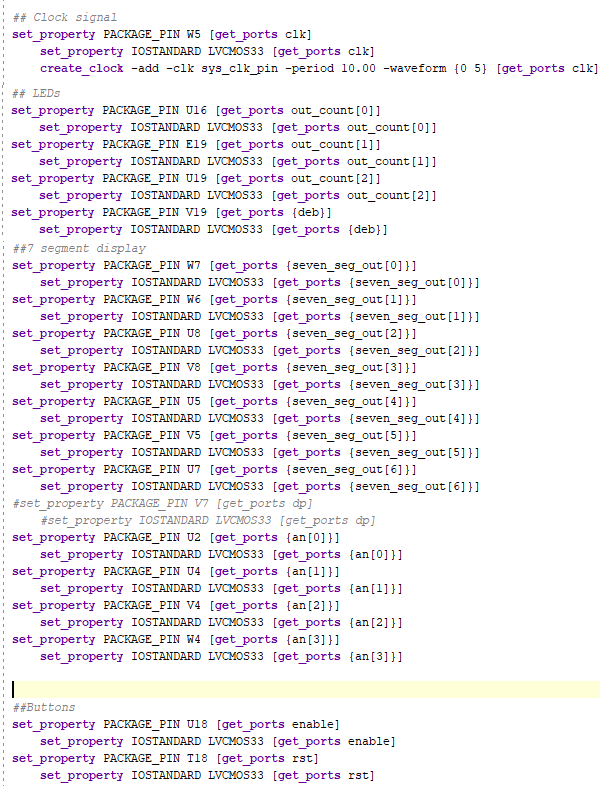 ## Clock signal
set_property PACKAGE_PIN W5 [get_ports clk]
set_property IOSTANDARD LVCMOS33 [get_ports clk]
create_clock -add -clk sys_clk_pin -period 10.00 -waveform {0 5} [get_ports clk]
## LEDs
set_property PACKAGE_PIN U16 [get_ports out_count[0]]
set_property IOSTANDARD LVCMOS33 [get_ports out_count[0]]
set_property PACKAGE_PIN E19 [get_ports out_count[1]]
set_property IOSTANDARD LVCMOS33 [get_ports out_count[1]]
set_property PACKAGE_PIN U19 [get_ports out_count[2]]
set_property IOSTANDARD LVCMOS33 [get_ports out_count[2]]
set_property PACKAGE_PIN V19 [get_ports {deb}]
set_property IOSTANDARD LVCMOS33 [get_ports {deb}]
##7 segment display
set_property PACKAGE_PIN W7 [get_ports {seven_seg_out[0]}]
set_property IOSTANDARD LVCMOS33 [get_ports {seven_seg_out[0]}]
set_property PACKAGE_PIN W6 [get_ports {seven_seg_out[1]}]
set_property IOSTANDARD LVCMOS33 [get_ports {seven_seg_out[1]}]
set_property PACKAGE_PIN U8 [get_ports {seven_seg_out[2]}]
set_property IOSTANDARD LVCMOS33 [get_ports {seven_seg_out[2]}]
set_property PACKAGE_PIN V8 [get_ports {seven_seg_out[3]}]
set_property IOSTANDARD LVCMOS33 [get_ports {seven_seg_out[3]}]
set_property PACKAGE_PIN U5 [get_ports {seven_seg_out[4]}]
set_property IOSTANDARD LVCMOS33 [get_ports {seven_seg_out[4]}]
set_property PACKAGE_PIN V5 [get_ports {seven_seg_out[5]}]
set_property IOSTANDARD LVCMOS33 [get_ports {seven_seg_out[5]}]
set_property PACKAGE_PIN U7 [get_ports {seven_seg_out[6]}]
set_property IOSTANDARD LVCMOS33 [get_ports {seven_seg_out[6]}]
#set_property PACKAGE_PIN V7 [get_ports dp]
#set_property IOSTANDARD LVCMOS33 [get_ports dp]
set_property PACKAGE_PIN U2 [get_ports {an[0]}]
set_property IOSTANDARD LVCMOS33 [get_ports {an[0]}]
set_property PACKAGE_PIN U4 [get_ports {an[1]}]
set_property IOSTANDARD LVCMOS33 [get_ports {an[1]}]
set_property PACKAGE_PIN V4 [get_ports {an[2]}]
set_property IOSTANDARD LVCMOS33 [get_ports {an[2]}]
set_property PACKAGE_PIN W4 [get_ports {an[3]}]
set_property IOSTANDARD LVCMOS33 [get_ports {an[3]}]
##Buttons
set_property PACKAGE_PIN U18 [get_ports enable]
set_property IOSTANDARD LVCMOS33 [get_ports enable]
set_property PACKAGE_PIN T18 [get_ports rst]
set_property IOSTANDARD LVCMOS33 [get_ports rst]